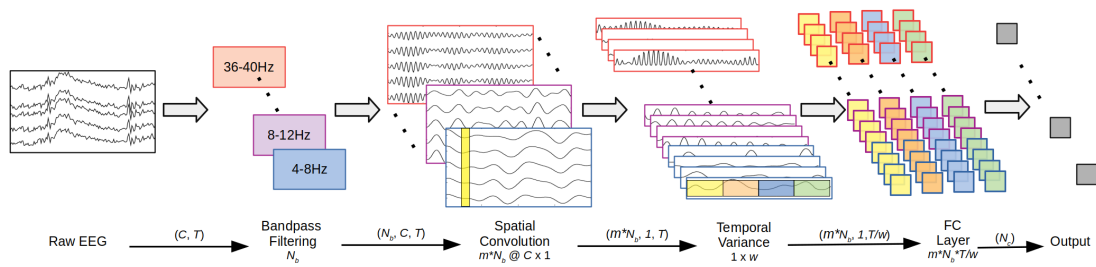 36-40Hz
8-12Hz
4-8Hz
Raw EEG
(C, T)
Bandpass
Filtering
N_b
(N_b, C, T)
Spatial
Convolution
m*N_b @ C x 1
(m*N_b, 1, T)
Temporal
Variance
1 x w
(m*N_b, 1,T/w)
FC
Layer
m*N_b*T/w
(N_c)
Output